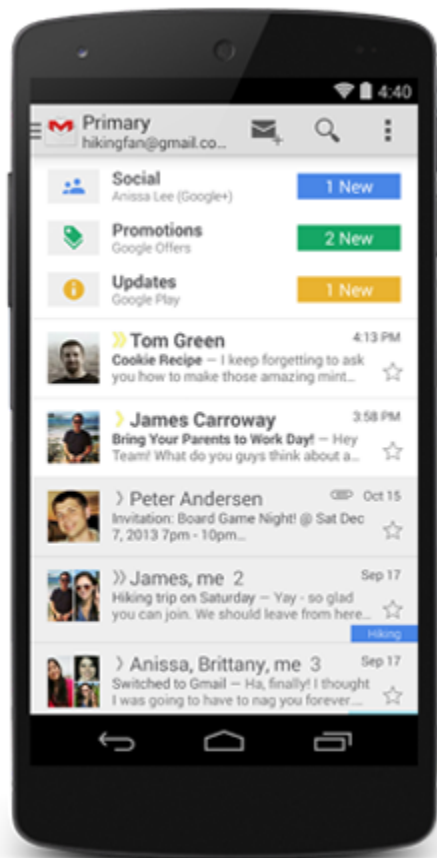 4:40
Primary
hikingfan@gmail.co...
Social
Anissa Lee (Google+)
1 New
Promotions
Google Offers
2 New
Updates
Google Play
1 New
Tom Green
4:13 PM
Cookie Recipe – I keep forgetting to ask
you how to make those amazing mint...
James Carroway
3:58 PM
Bring Your Parents to Work Day! – Hey
Team! What do you guys think about a...
Peter Andersen
Oct 15
Invitation: Board Game Night! @ Sat Dec
7, 2013 7pm - 10pm...
James, me 2
Sep 17
Hiking trip on Saturday – Yay - so glad
you can join. We should leave from here...
Hiking
Anissa, Brittany, me 3
Sep 17
Switched to Gmail – Ha, finally! I thought
I was going to have to nag you forever...